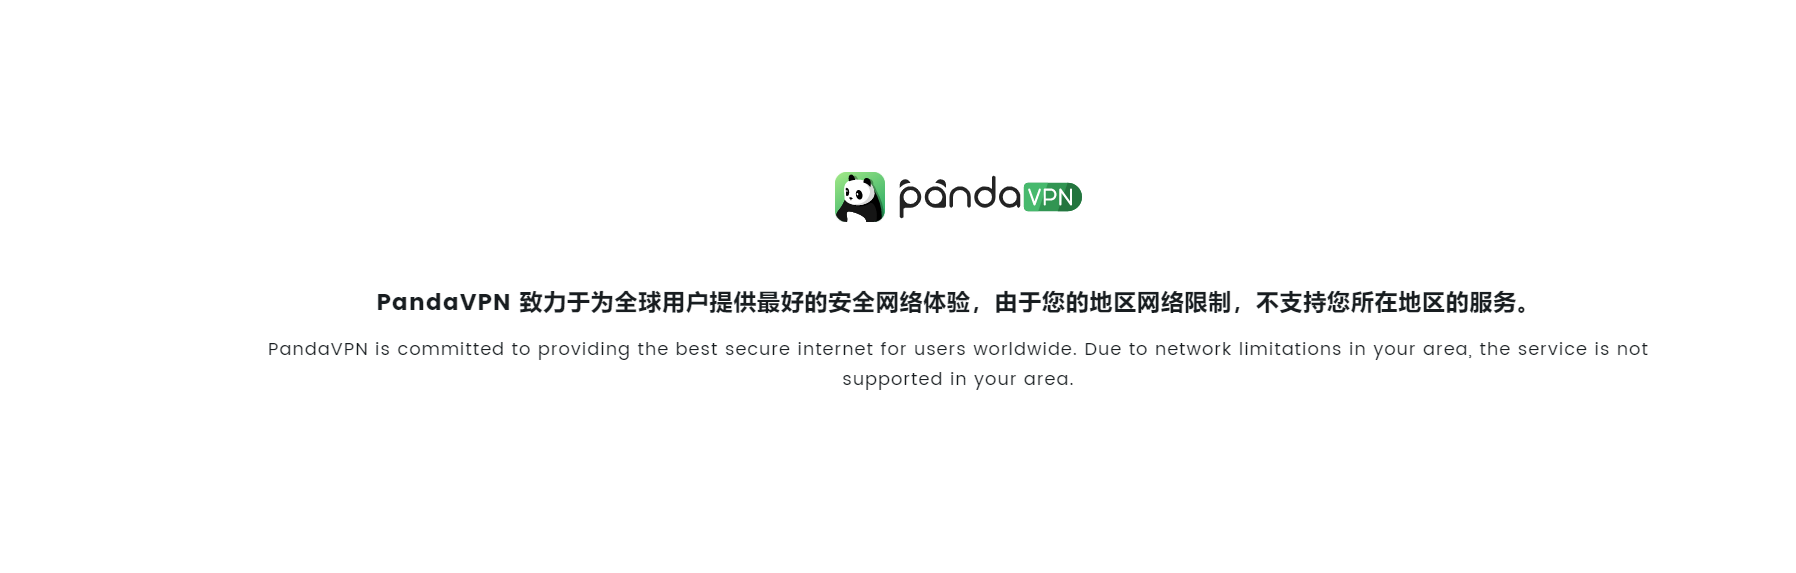 panda VPN
PandaVPN 致力于为全球用户提供最好的安全网络体验，由于您的地区网络限制，不支持您所在地区的服务。
PandaVPN is committed to providing the best secure internet for users worldwide. Due to network limitations in your area, the service is not
supported in your area.